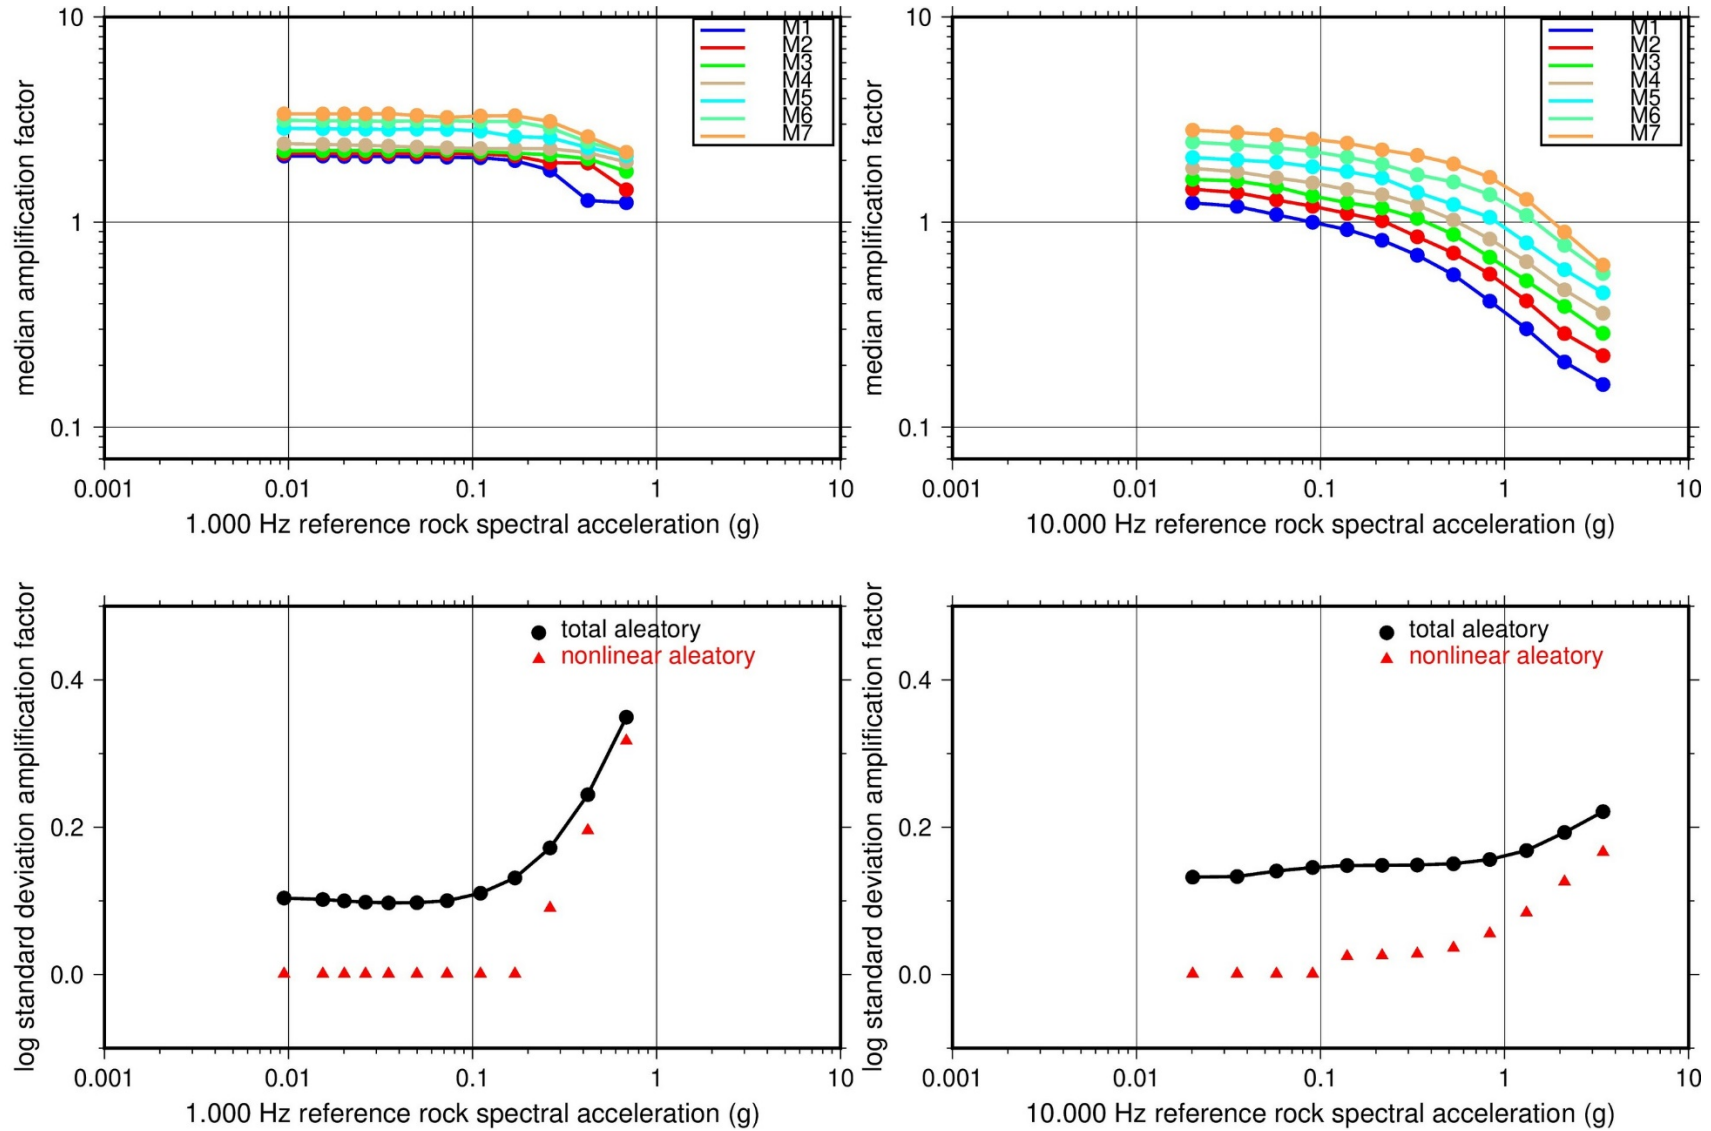 10
1
0.1
median amplification factor
M1
M2
M3
M4
M5
M6
M7
0.001
0.01
0.1
1
10
1.000 Hz reference rock spectral acceleration (g)
10
1
0.1
median amplification factor
M1
M2
M3
M4
M5
M6
M7
0.001
0.01
0.1
1
10
10.000 Hz reference rock spectral acceleration (g)
0.4
0.2
0.0
log standard deviation amplification factor
total aleatory
nonlinear aleatory
0.001
0.01
0.1
1
10
1.000 Hz reference rock spectral acceleration (g)
0.4
0.2
0.0
log standard deviation amplification factor
total aleatory
nonlinear aleatory
0.001
0.01
0.1
1
10
10.000 Hz reference rock spectral acceleration (g)